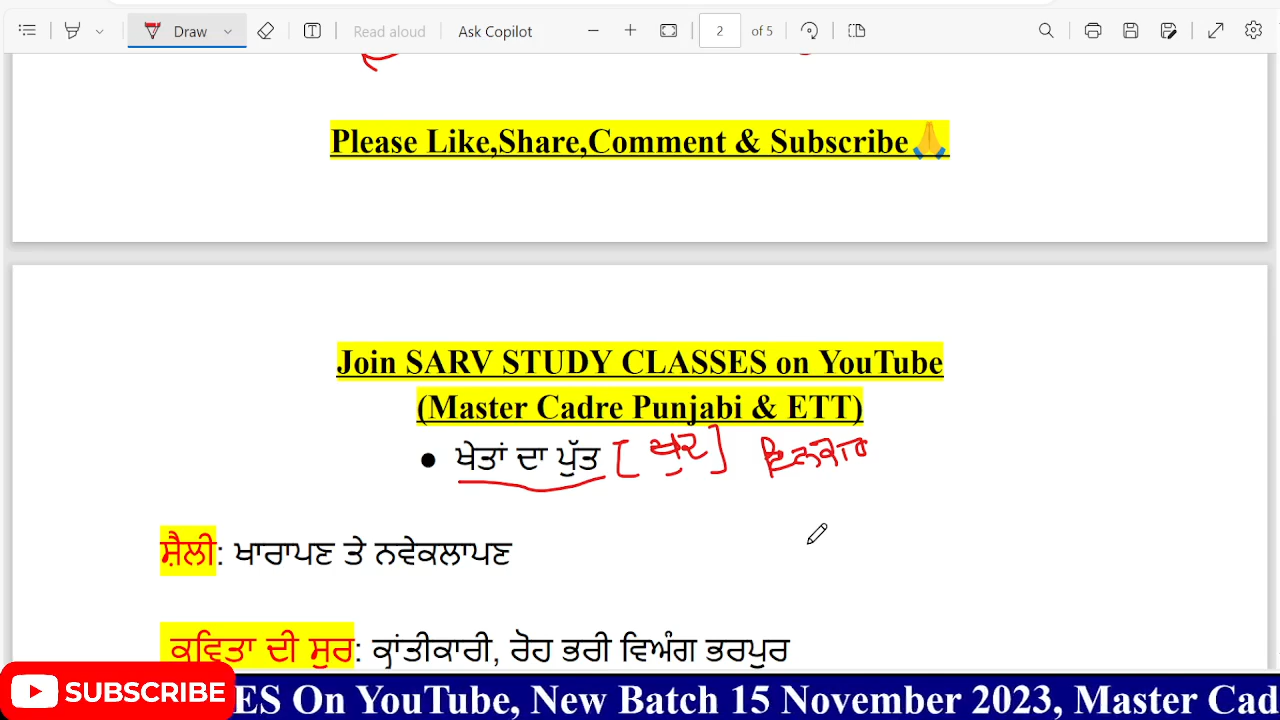 Draw
Read aloud
Ask Copilot
2
of 5
Please Like,Share,Comment & Subscribe🙏
Join SARV STUDY CLASSES on YouTube
(Master Cadre Punjabi & ETT)
● ਖੇਤਾਂ ਦਾ ਪੁੱਤ [ ਖੁਦ ] ਇਨਕਾਰ
ਸ਼ੈਲੀ: ਖਾਰਾਪਣ ਤੇ ਨਵੇਕਲਾਪਣ
ਕਵਿਤਾ ਦੀ ਸੁਰ: ਕ੍ਰਾਂਤੀਕਾਰੀ, ਰੋਹ ਭਰੀ ਵਿਅੰਗ ਭਰਪੁਰ
SUBSCRIBE
ES On YouTube, New Batch 15 November 2023, Master Cad